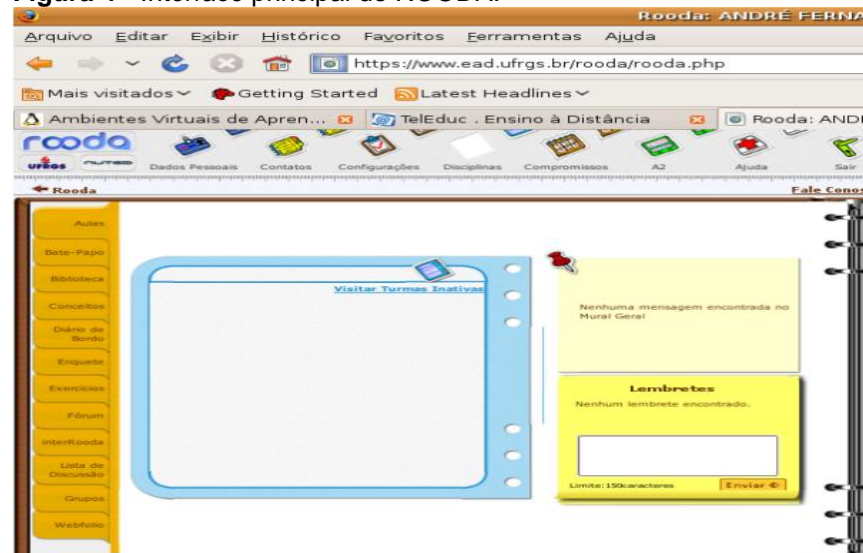 Figura 1 - Interface principal do ROODA.
Rooda: ANDRÉ FERNA
Arquivo Editar Exibir Histórico Favoritos Ferramentas Ajuda
https://www.ead.ufrgs.br/rooda/rooda.php
Mais visitados Getting Started Latest Headlines
Ambientes Virtuais de Apren... TelEduc . Ensino à Distância Rooda: ANDI
rooda
UFRGS NUTED Dados Pessoais Contatos Configurações Disciplinas Compromissos A2 Ajuda Sair
Rooda Fale Conos
Aulas
Bate-Papo
Biblioteca
Conceitos
Diário de
Bordo
Enquete
Exercícios
Fórum
InterRooda
Lista de
Discussão
Grupos
Webfolio
Visitar Turmas Inativas
Nenhuma mensagem encontrada no
Mural Geral
Lembretes
Nenhum lembrete encontrado.
Limite: 150caracteres Enviar